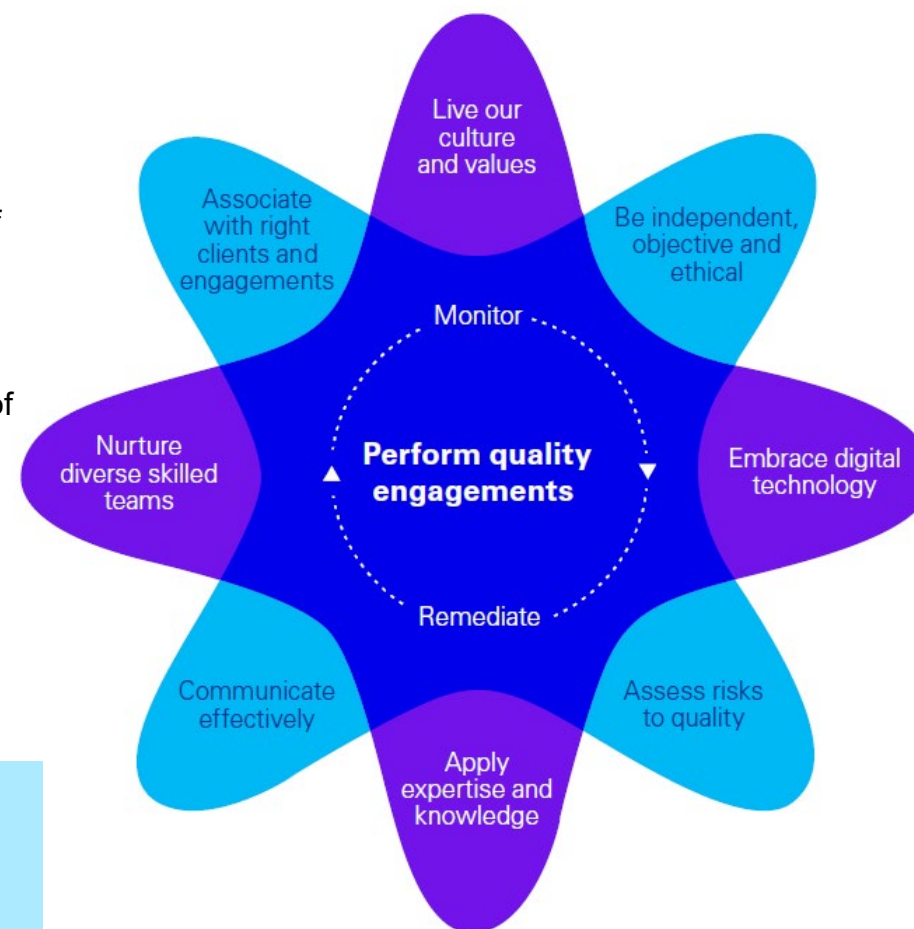 Live our
culture
and values
Associate
with right
clients and
engagements
Be independent,
objective and
ethical
of
Monitor
Nurture
diverse skilled
teams
Perform quality
engagements
Embrace digital
technology
Remediate
Communicate
effectively
Assess risks
to quality
Apply
expertise and
knowledge